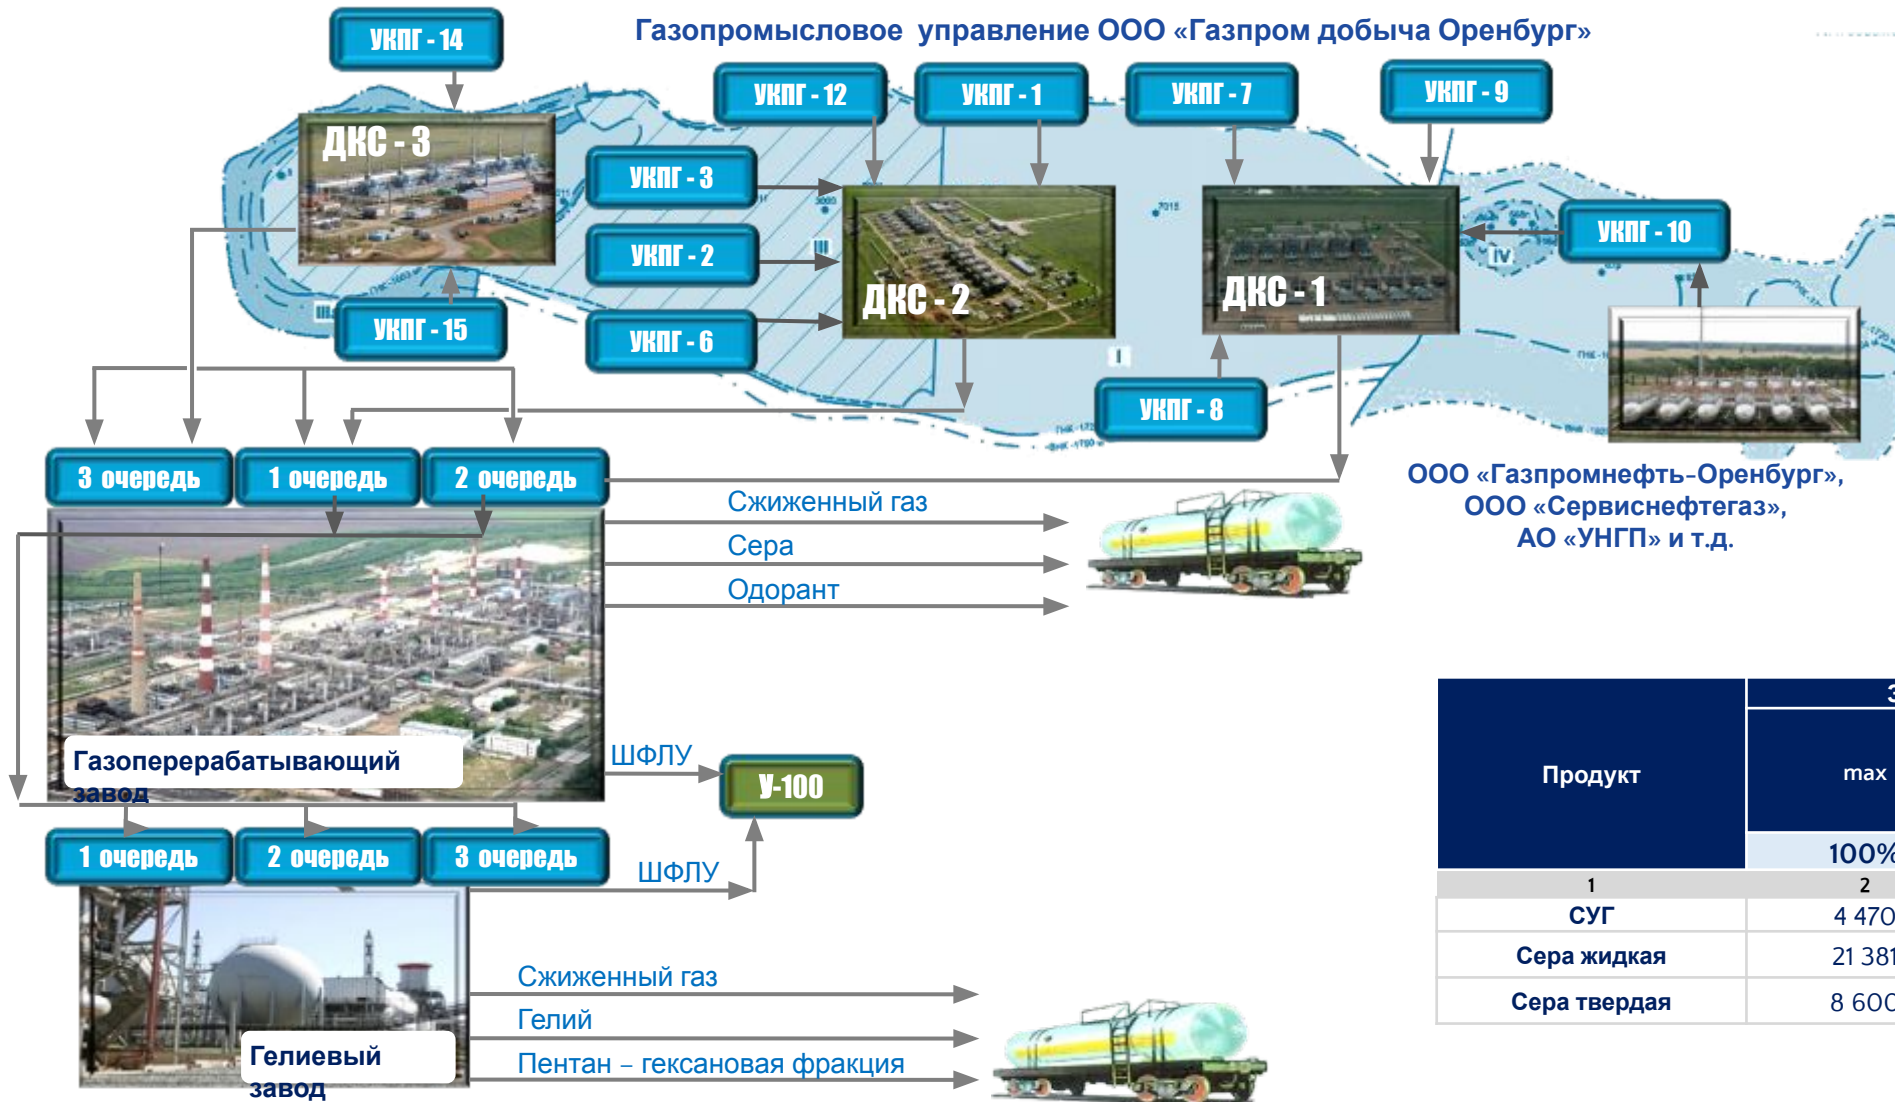 Газопромысловое управление ООО «Газпром добыча Оренбург»
УКПГ - 14
УКПГ - 12
УКПГ - 1
УКПГ - 7
УКПГ - 9
ДКС - 3
УКПГ - 3
УКПГ - 2
УКПГ - 6
УКПГ - 15
ДКС - 2
ДКС - 1
УКПГ - 10
УКПГ - 8
III
I
IV
7015
3 очередь
1 очередь
2 очередь
ООО «Газпромнефть-Оренбург»,
ООО «Сервиснефтегаз»,
АО «УНГП» и т.д.
Сжиженный газ
Сера
Одорант
Газоперерабатывающий
завод
ШФЛУ
У-100
1 очередь
2 очередь
3 очередь
ШФЛУ
Сжиженный газ
Гелий
Пентан – гексановая фракция
Гелиевый
завод
Продукт
max
100%
1 2
СУГ 4 470
Сера жидкая 21 381
Сера твердая 8 600